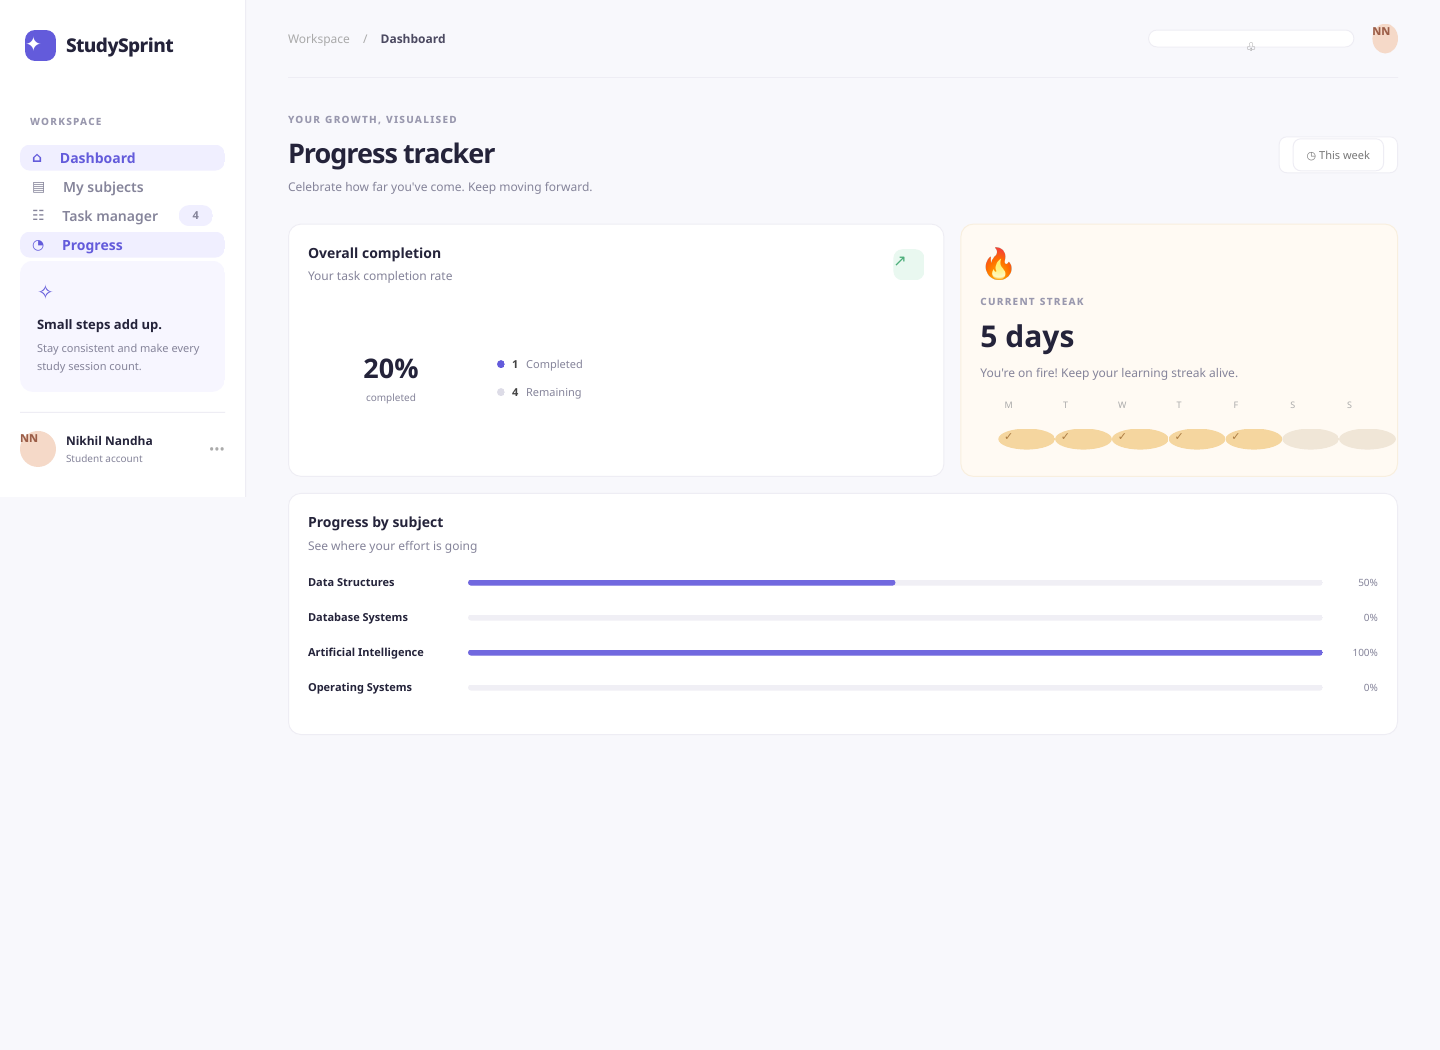 StudySprint
WORKSPACE
Dashboard
My subjects
Task manager 4
Progress
Small steps add up.
Stay consistent and make every
study session count.
NN
Nikhil Nandha
Student account
•••
Workspace / Dashboard
NN
YOUR GROWTH, VISUALISED
Progress tracker
Celebrate how far you've come. Keep moving forward.
This week
Overall completion
Your task completion rate
20%
completed
1 Completed
4 Remaining
CURRENT STREAK
5 days
You're on fire! Keep your learning streak alive.
M T W T F S S
✓ ✓ ✓ ✓ ✓
Progress by subject
See where your effort is going
Data Structures 50%
Database Systems 0%
Artificial Intelligence 100%
Operating Systems 0%